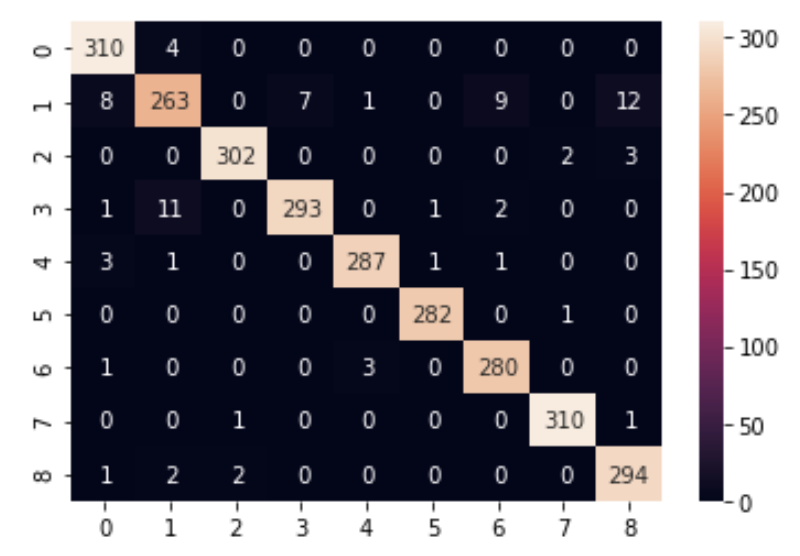 0 310 4 0 0 0 0 0 0 0
1 8 263 0 7 1 0 9 0 12
2 0 0 302 0 0 0 0 2 3
3 1 11 0 293 0 1 2 0 0
4 3 1 0 0 287 1 1 0 0
5 0 0 0 0 0 282 0 1 0
6 1 0 0 0 3 0 280 0 0
7 0 0 1 0 0 0 0 310 1
8 1 2 2 0 0 0 0 0 294
0 1 2 3 4 5 6 7 8
300
250
200
150
100
50
0